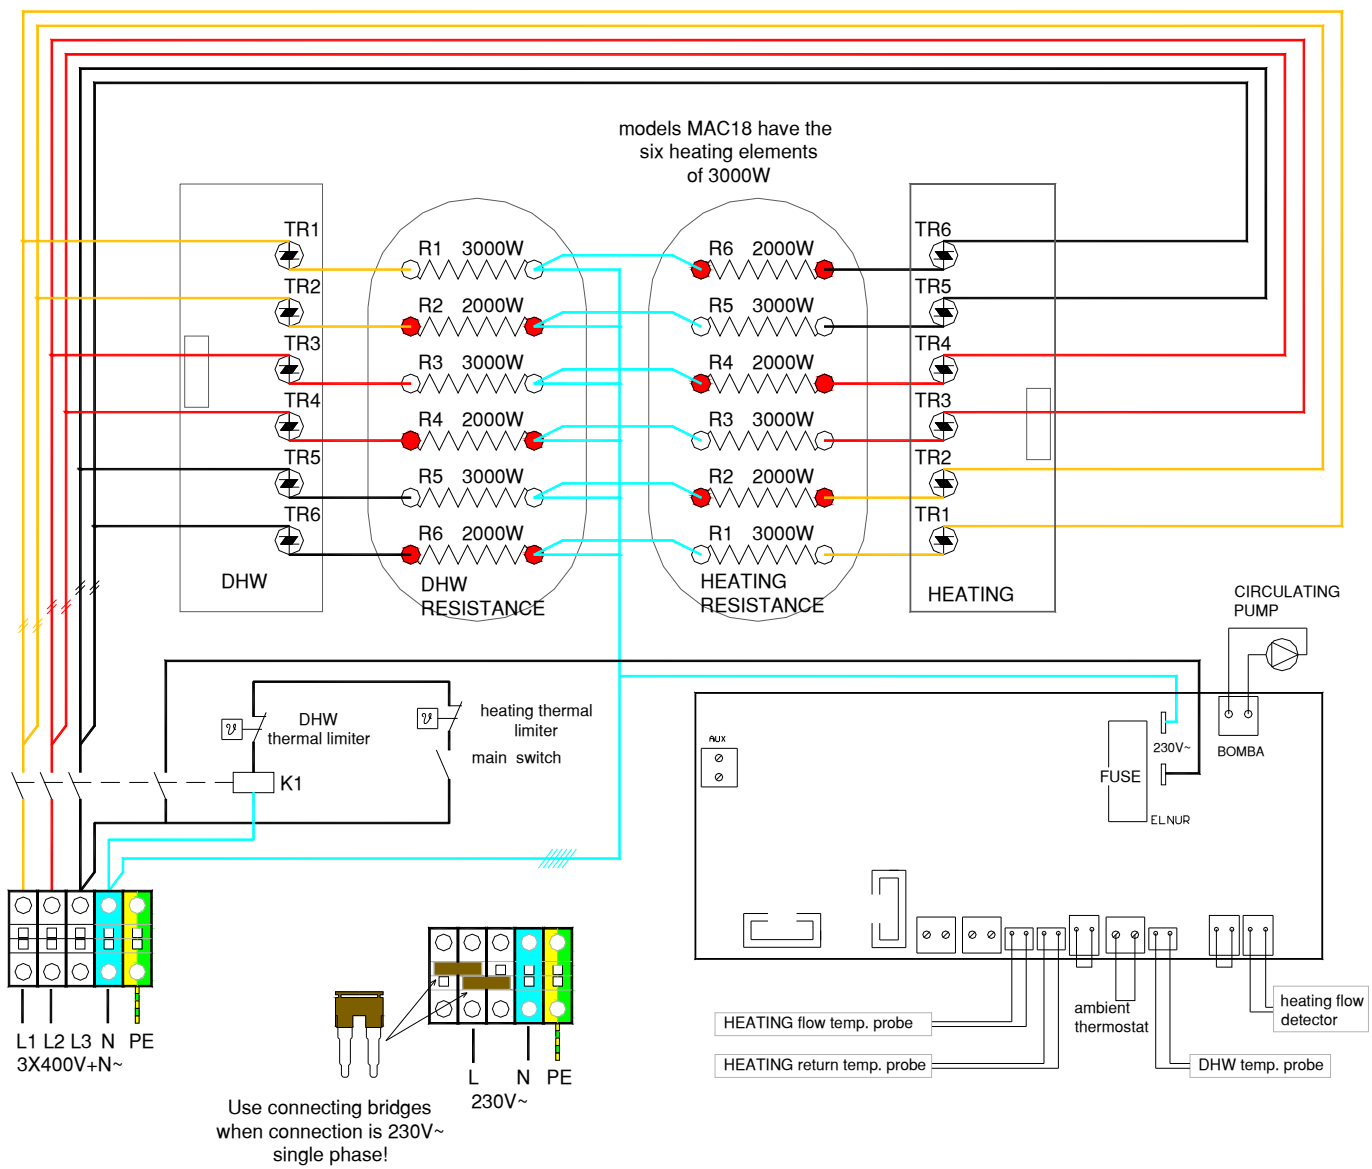 models MAC18 have the
six heating elements
of 3000W
TR1
TR2
TR3
TR4
TR5
TR6
DHW
R1 3000W
R2 2000W
R3 3000W
R4 2000W
R5 3000W
R6 2000W
DHW
RESISTANCE
R6 2000W
R5 3000W
R4 2000W
R3 3000W
R2 2000W
R1 3000W
HEATING
RESISTANCE
TR6
TR5
TR4
TR3
TR2
TR1
HEATING
CIRCULATING
PUMP
BOMBA
DHW
thermal limiter
heating thermal
limiter
main switch
K1
AUX
230V~
FUSE
ELNUR
L1 L2 L3 N PE
3X400V+N~
L N PE
230V~
Use connecting bridges
when connection is 230V~
single phase!
HEATING flow temp. probe
HEATING return temp. probe
ambient
thermostat
heating flow
detector
DHW temp. probe